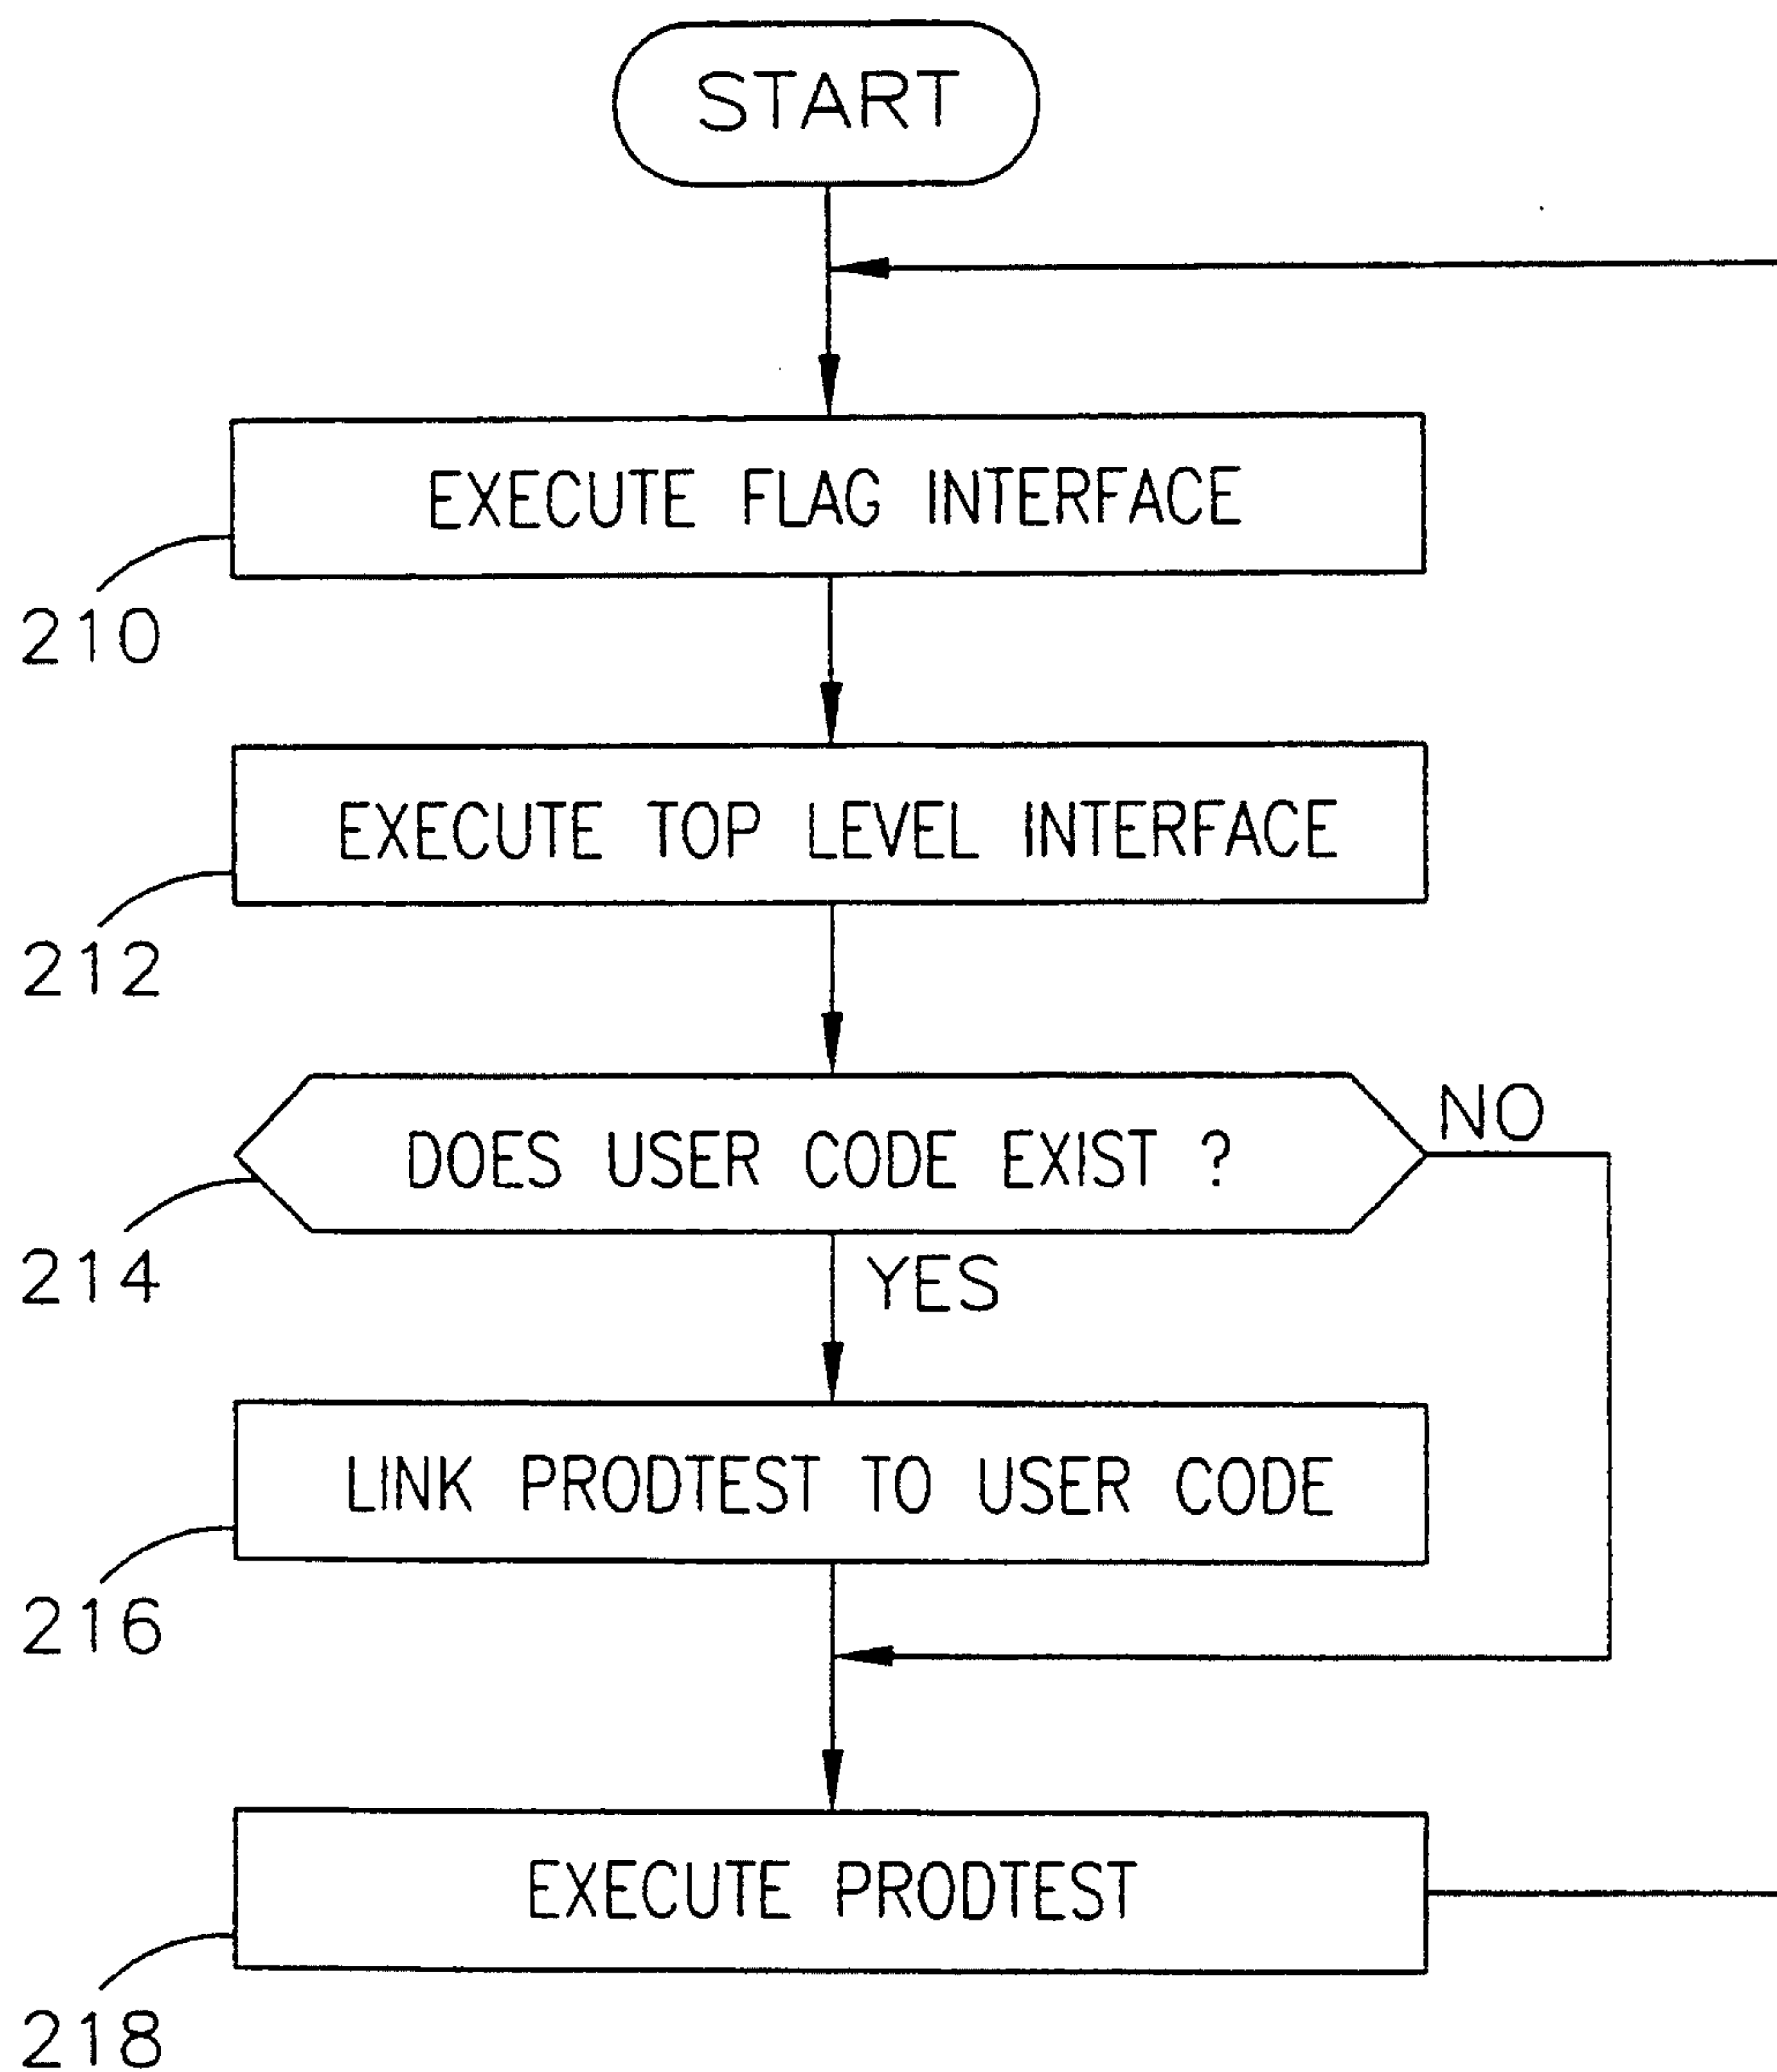 START
EXECUTE FLAG INTERFACE
210
EXECUTE TOP LEVEL INTERFACE
212
DOES USER CODE EXIST ?
NO
214
YES
LINK PRODTEST TO USER CODE
216
EXECUTE PRODTEST
218